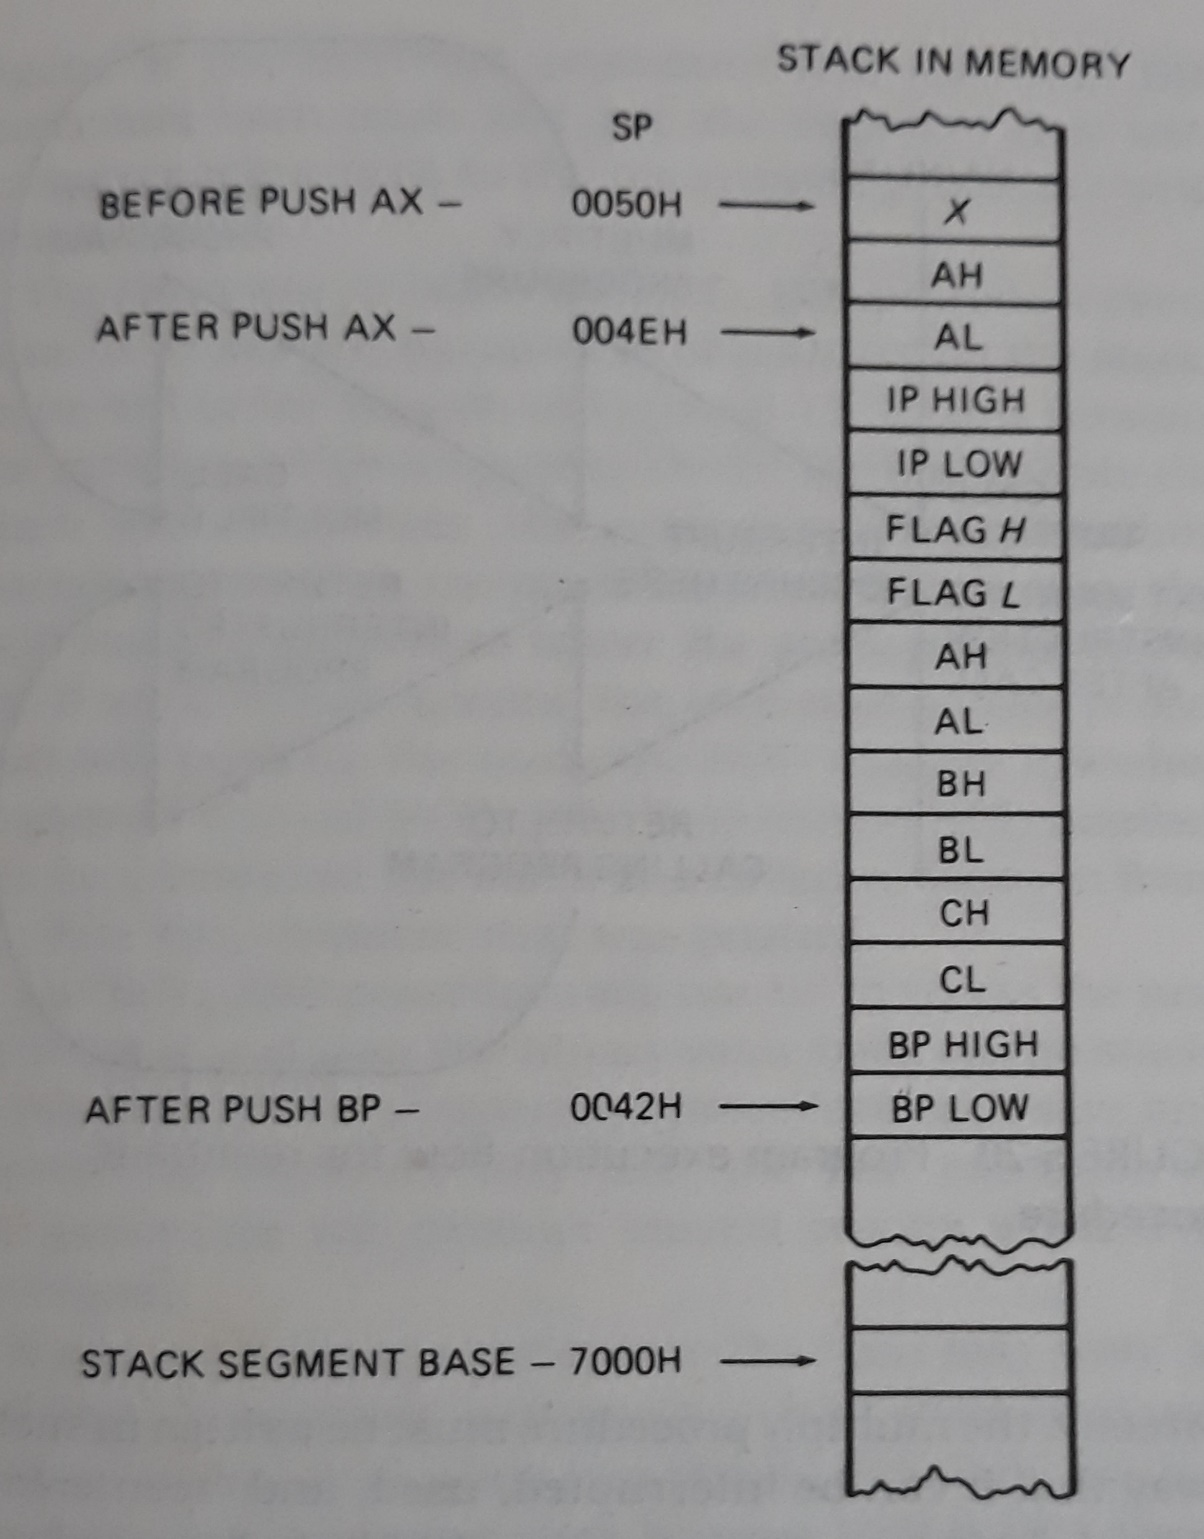 STACK IN MEMORY
SP
BEFORE PUSH AX – 0050H X
AH
AFTER PUSH AX – 004EH AL
IP HIGH
IP LOW
FLAG H
FLAG L
AH
AL
BH
BL
CH
CL
BP HIGH
AFTER PUSH BP – 0042H BP LOW
STACK SEGMENT BASE – 7000H